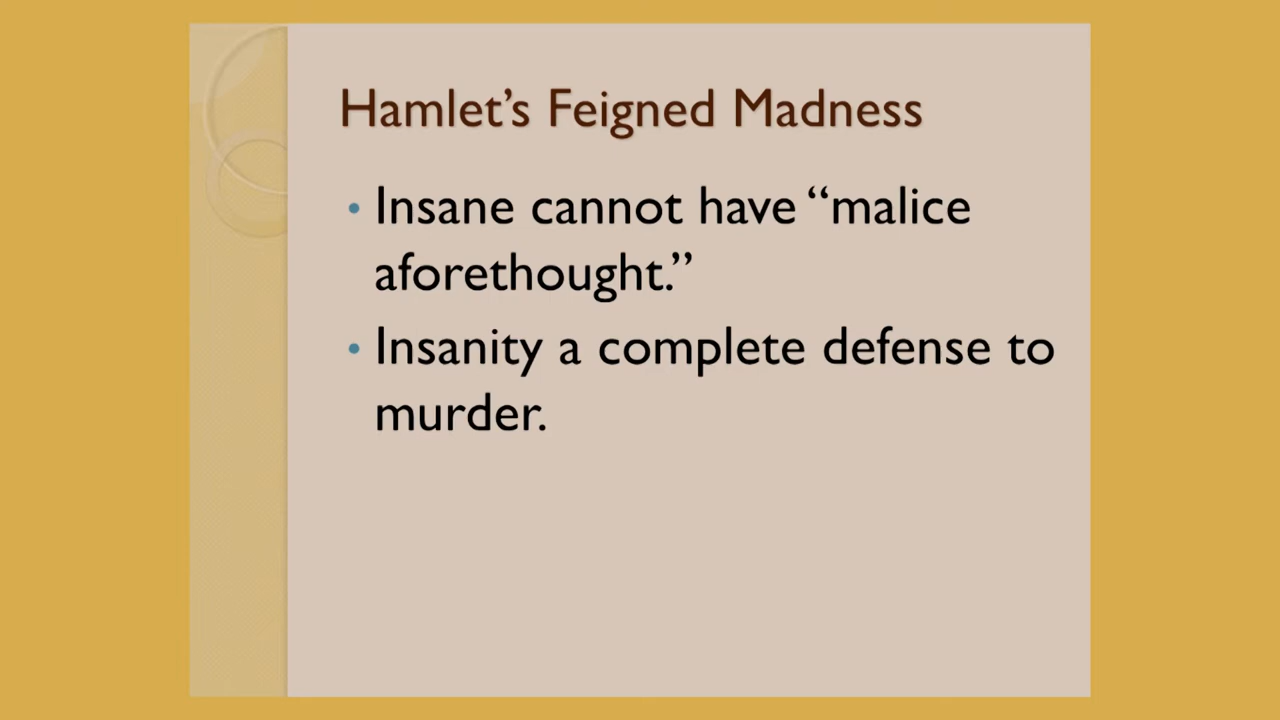 Hamlet’s Feigned Madness
• Insane cannot have “malice
aforethought.”
• Insanity a complete defense to
murder.